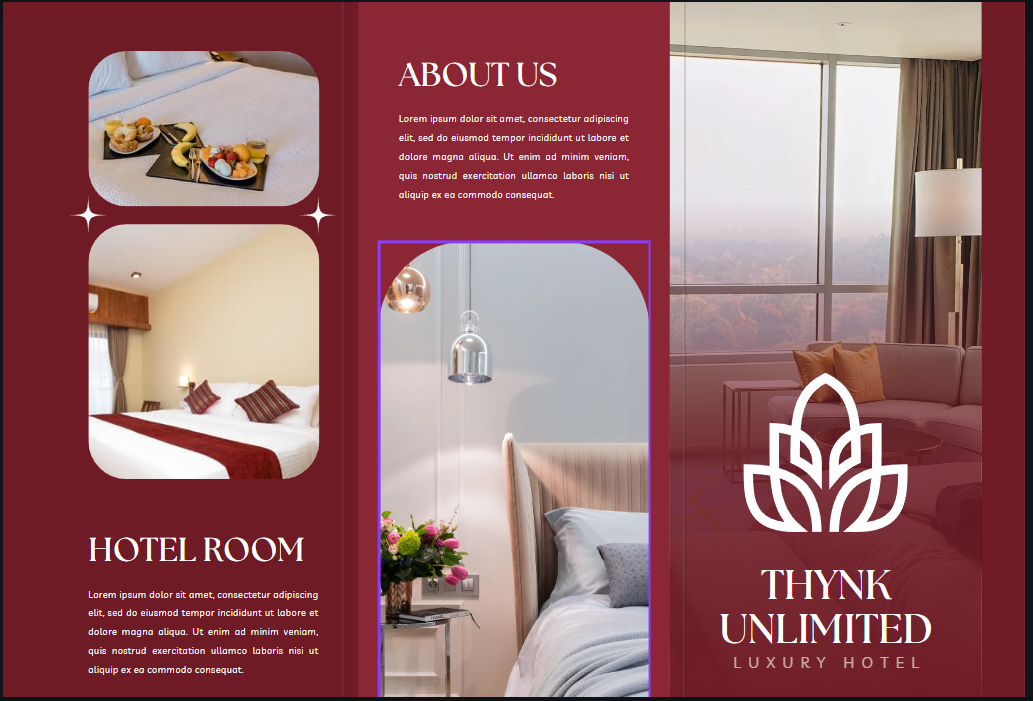 HOTEL ROOM
Lorem ipsum dolor sit amet, consectetur adipiscing
elit, sed do eiusmod tempor incididunt ut labore et
dolore magna aliqua. Ut enim ad minim veniam,
quis nostrud exercitation ullamco laboris nisi ut
aliquip ex ea commodo consequat.
ABOUT US
Lorem ipsum dolor sit amet, consectetur adipiscing
elit, sed do eiusmod tempor incididunt ut labore et
dolore magna aliqua. Ut enim ad minim veniam,
quis nostrud exercitation ullamco laboris nisi ut
aliquip ex ea commodo consequat.
THYNK
UNLIMITED
LUXURY HOTEL